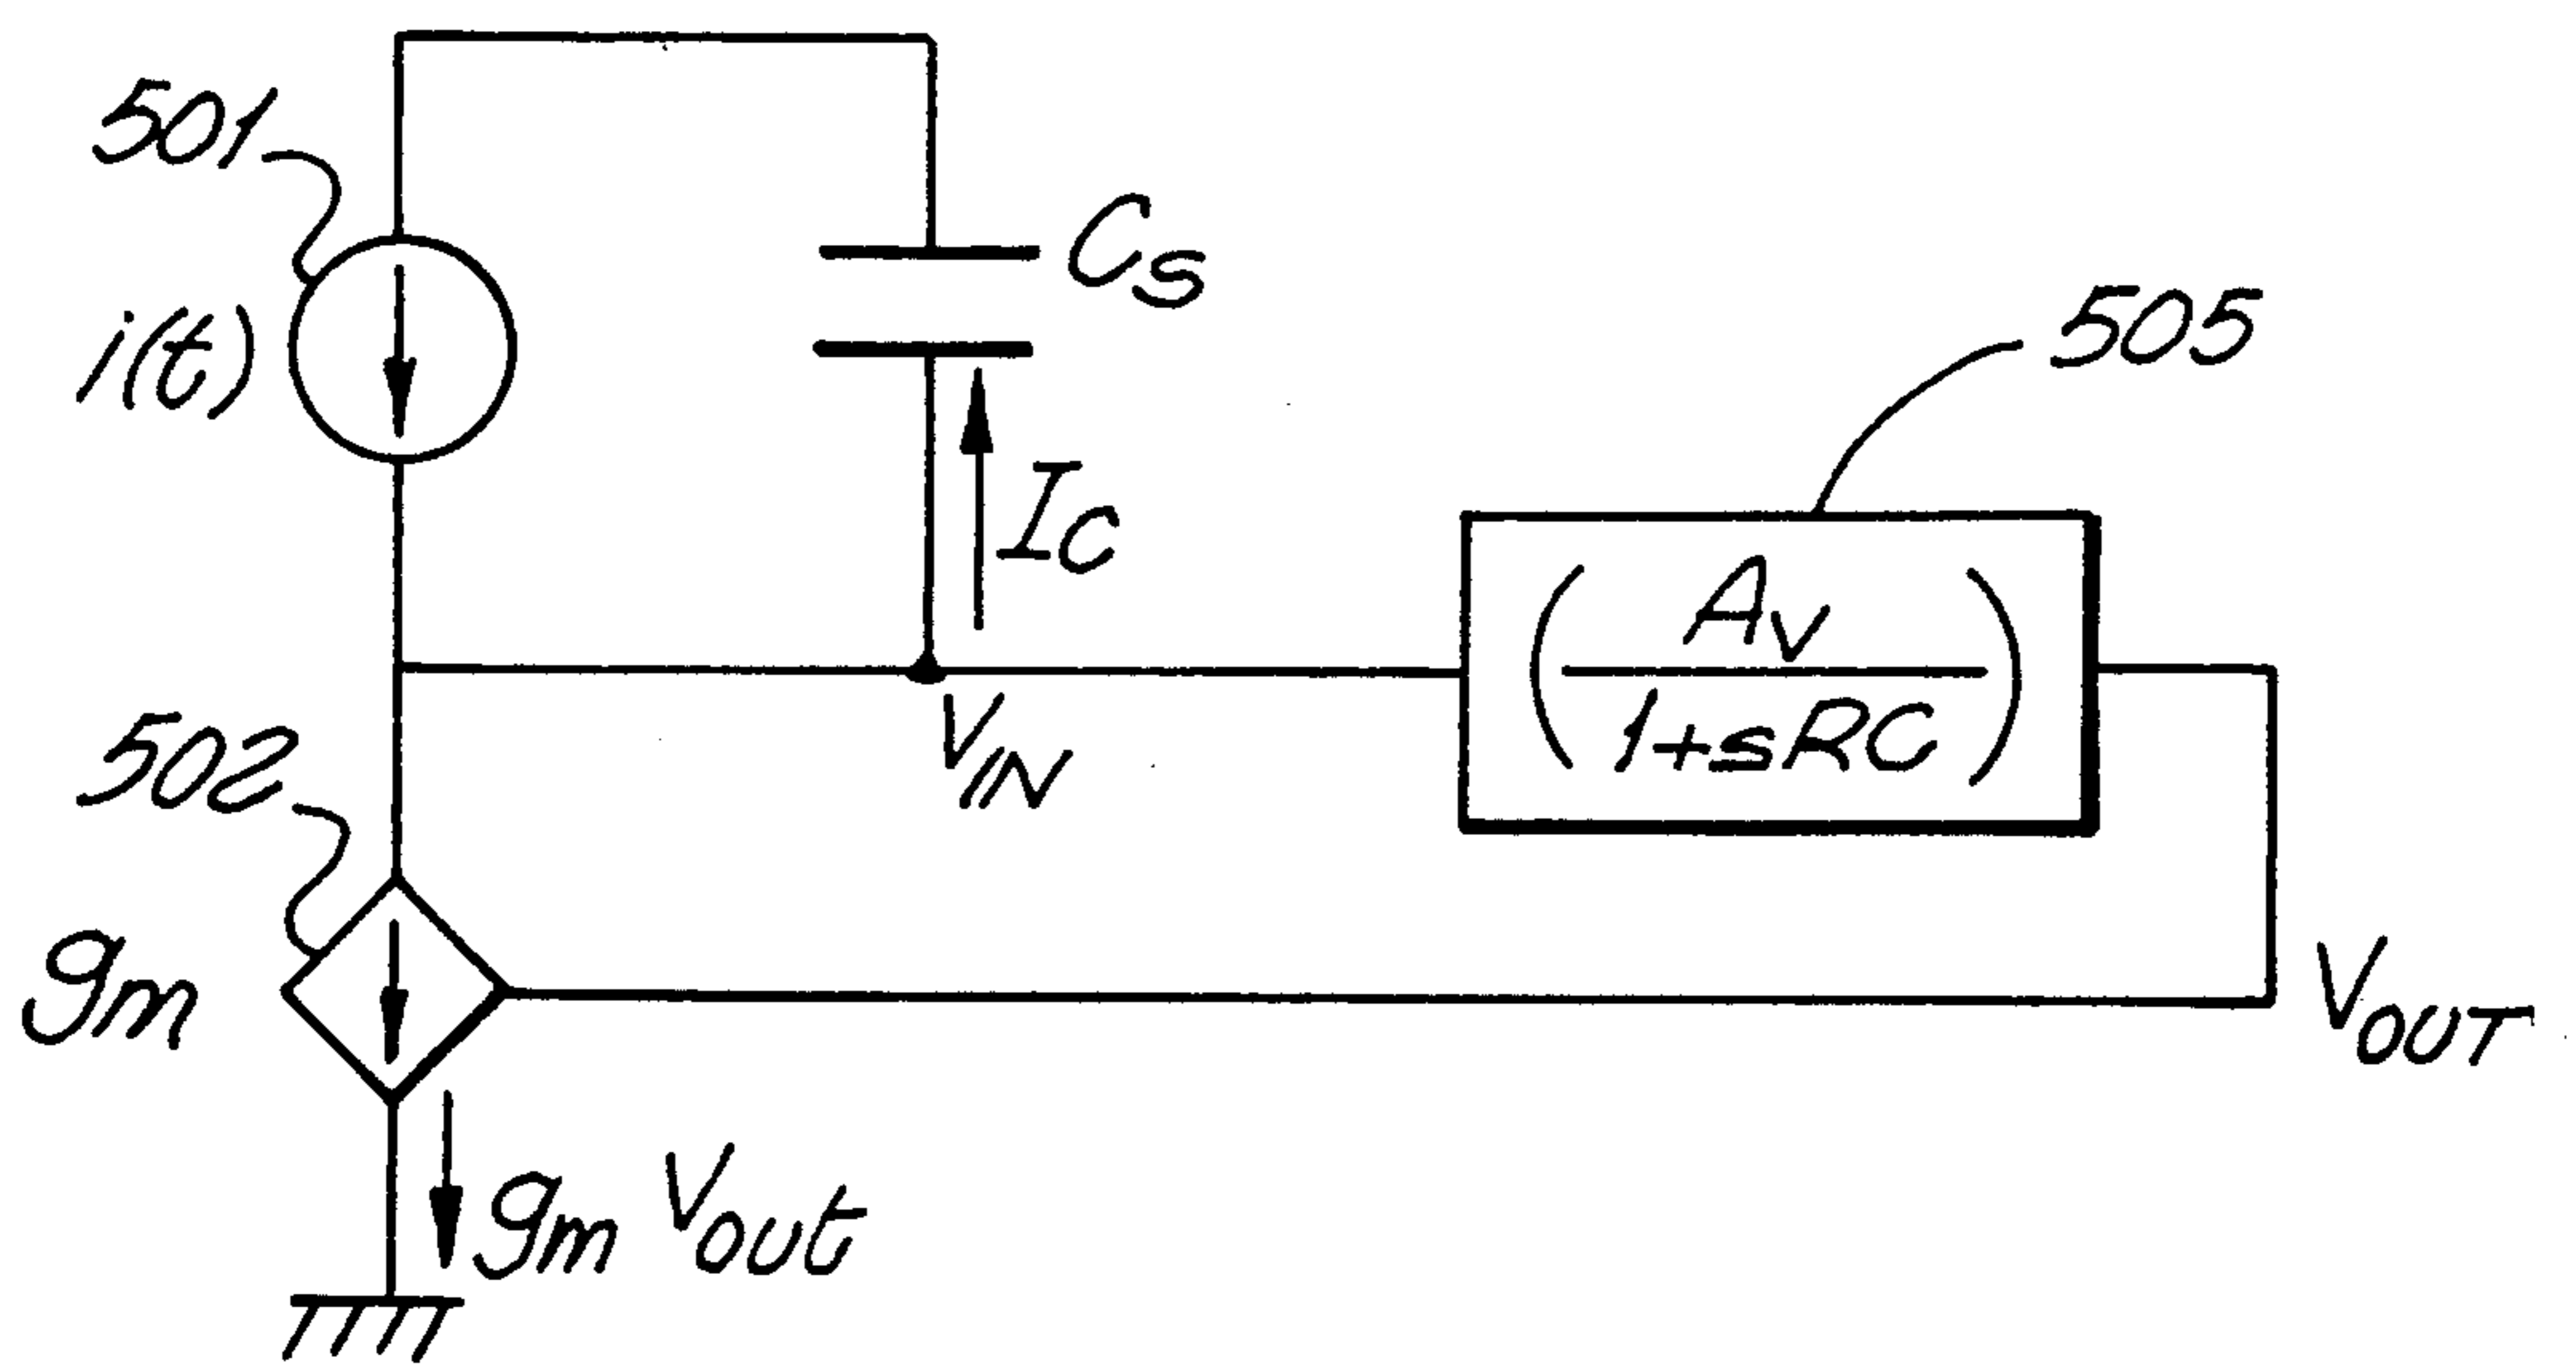 501
i(t)
Cs
Ic
505
(Av / 1+sRC)
VIN
502
gm
VOUT
gm Vout